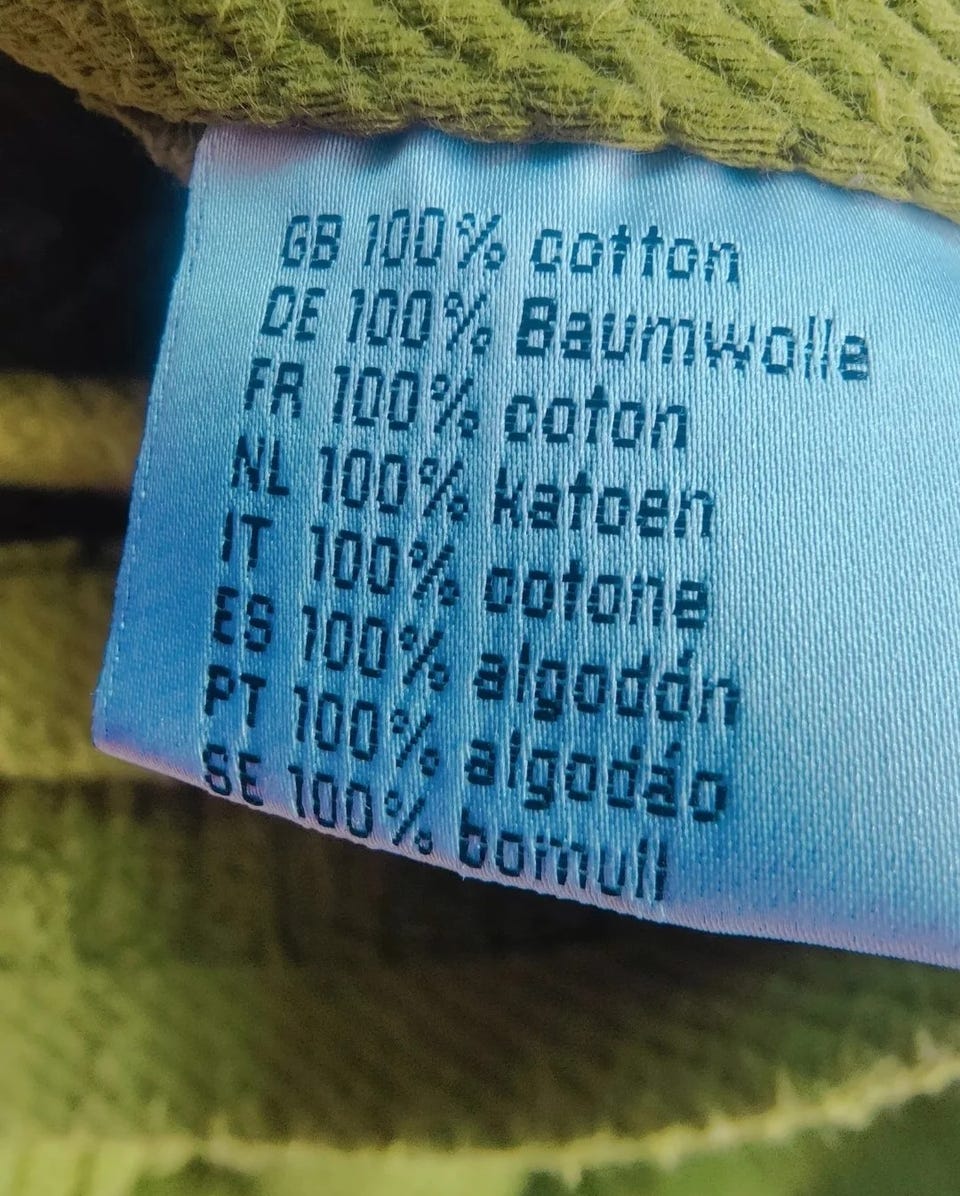 GB 100% cotton
DE 100% Baumwolle
FR 100% coton
NL 100% katoen
IT 100% cotone
ES 100% algodón
PT 100% algodáo
SE 100% bomull